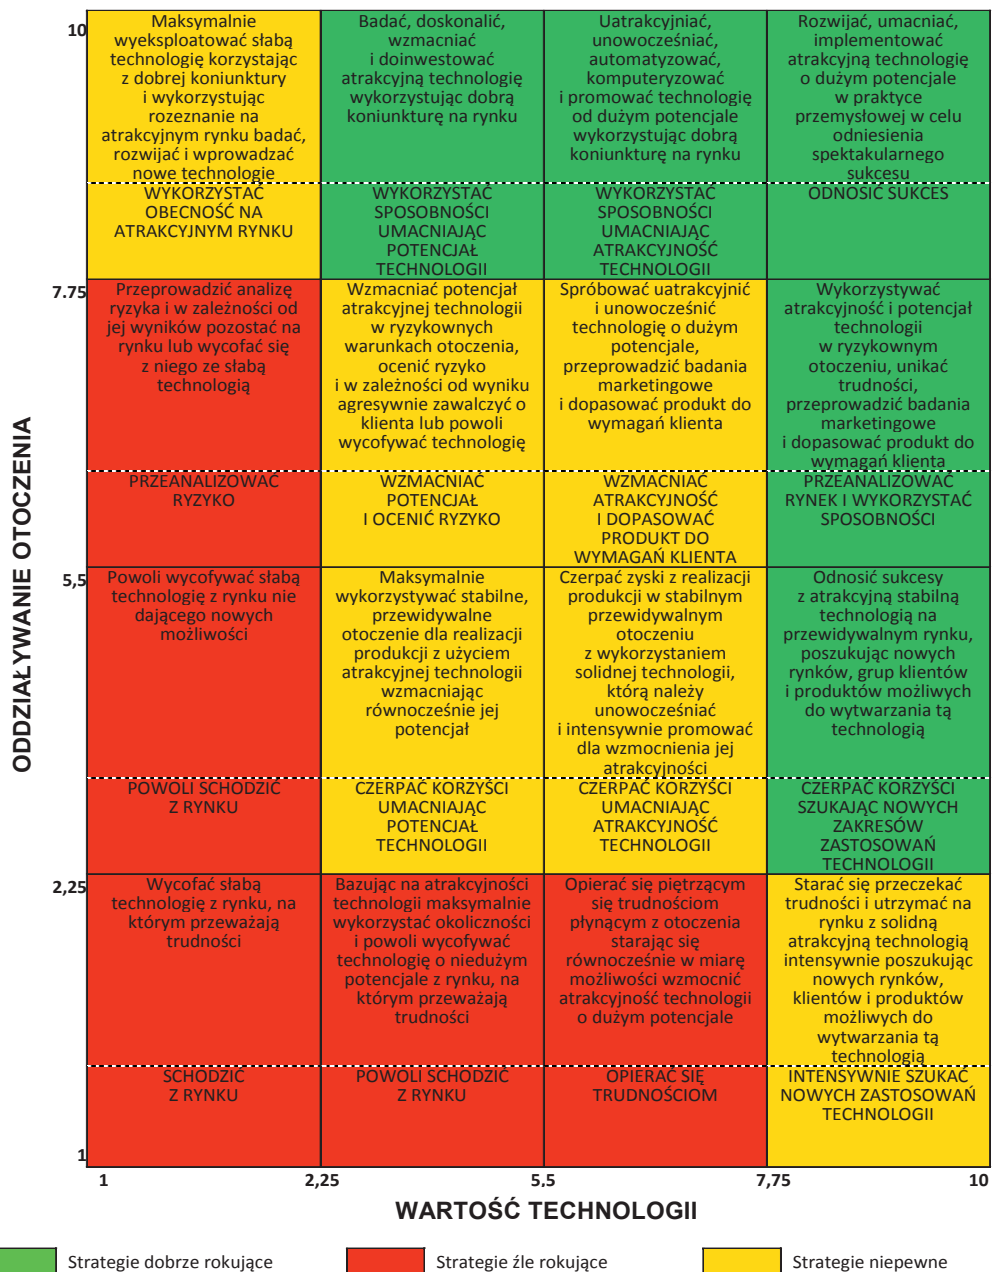 10
Maksymalnie
wyeksploatować słabą
technologię korzystając
z dobrej koniunktury
i wykorzystując
rozeznanie na
atrakcyjnym rynku badać,
rozwijać i wprowadzać
nowe technologie
Badać, doskonalić,
wzmacniać
i doinwestować
atrakcyjną technologię
wykorzystując dobrą
koniunkturę na rynku
Uatrakcyjniać,
unowocześniać,
automatyzować,
komputeryzować
i promować technologię
od dużym potencjale
wykorzystując dobrą
koniunkturę na rynku
Rozwijać, umacniać,
implementować
atrakcyjną technologię
o dużym potencjale
w praktyce
przemysłowej w celu
odniesienia
spektakularnego
sukcesu
WYKORZYSTAĆ
OBECNOŚĆ NA
ATRAKCYJNYM RYNKU
WYKORZYSTAĆ
SPOSOBNOŚCI
UMACNIAJĄC
POTENCJAŁ
TECHNOLOGII
WYKORZYSTAĆ
SPOSOBNOŚCI
UMACNIAJĄC
ATRAKCYJNOŚĆ
TECHNOLOGII
ODNOSIĆ SUKCES
7.75
Przeprowadzić analizę
ryzyka i w zależności od
jej wyników pozostać na
rynku lub wycofać się
z niego ze słabą
technologią
Wzmacniać potencjał
atrakcyjnej technologii
w ryzykownych
warunkach otoczenia,
ocenić ryzyko
i w zależności od wyniku
agresywnie zawalczyć o
klienta lub powoli
wycofywać technologię
Spróbować uatrakcyjnić
i unowocześnić
technologię o dużym
potencjale,
przeprowadzić badania
marketingowe
i dopasować produkt do
wymagań klienta
Wykorzystywać
atrakcyjność i potencjał
technologii
w ryzykownym
otoczeniu, unikać
trudności,
przeprowadzić badania
marketingowe
i dopasować produkt do
wymagań klienta
PRZEANALIZOWAĆ
RYZYKO
WZMACNIAĆ
POTENCJAŁ
I OCENIĆ RYZYKO
WZMACNIAĆ
ATRAKCYJNOŚĆ
I DOPASOWAĆ
PRODUKT DO
WYMAGAŃ KLIENTA
PRZEANALIZOWAĆ
RYNEK I WYKORZYSTAĆ
SPOSOBNOŚCI
ODDZIAŁYWANIE OTOCZENIA
5,5
Powoli wycofywać słabą
technologię z rynku nie
dającego nowych
możliwości
Maksymalnie
wykorzystywać stabilne,
przewidywalne
otoczenie dla realizacji
produkcji z użyciem
atrakcyjnej technologii
wzmacniając
równocześnie jej
potencjał
Czerpać zyski z realizacji
produkcji w stabilnym
przewidywalnym
otoczeniu
z wykorzystaniem
solidnej technologii,
którą należy
unowocześniać
i intensywnie promować
dla wzmocnienia jej
atrakcyjności
Odnosić sukcesy
z atrakcyjną stabilną
technologią na
przewidywalnym rynku,
poszukując nowych
rynków, grup klientów
i produktów możliwych
do wytwarzania tą
technologią
POWOLI SCHODZIĆ
Z RYNKU
CZERPAĆ KORZYŚCI
UMACNIAJĄC
POTENCJAŁ
TECHNOLOGII
CZERPAĆ KORZYŚCI
UMACNIAJĄC
ATRAKCYJNOŚĆ
TECHNOLOGII
CZERPAĆ KORZYŚCI
SZUKAJĄC NOWYCH
ZAKRESÓW
ZASTOSOWAŃ
TECHNOLOGII
2,25
Wycofać słabą
technologię z rynku, na
którym przeważają
trudności
Bazując na atrakcyjności
technologii maksymalnie
wykorzystać okoliczności
i powoli wycofywać
technologię o niedużym
potencjale z rynku, na
którym przeważają
trudności
Opierać się piętrzącym
się trudnościom
płynącym z otoczenia
starając się
równocześnie w miarę
możliwości wzmocnić
atrakcyjność technologii
o dużym potencjale
Starać się przeczekać
trudności i utrzymać na
rynku z solidną
atrakcyjną technologią
intensywnie poszukując
nowych rynków,
klientów i produktów
możliwych do
wytwarzania tą
technologią
SCHODZIĆ
Z RYNKU
POWOLI SCHODZIĆ
Z RYNKU
OPIERAĆ SIĘ
TRUDNOŚCIOM
INTENSYWNIE SZUKAĆ
NOWYCH ZASTOSOWAŃ
TECHNOLOGII
1
1
2,25
5.5
7,75
10
WARTOŚĆ TECHNOLOGII
Strategie dobrze rokujące
Strategie źle rokujące
Strategie niepewne